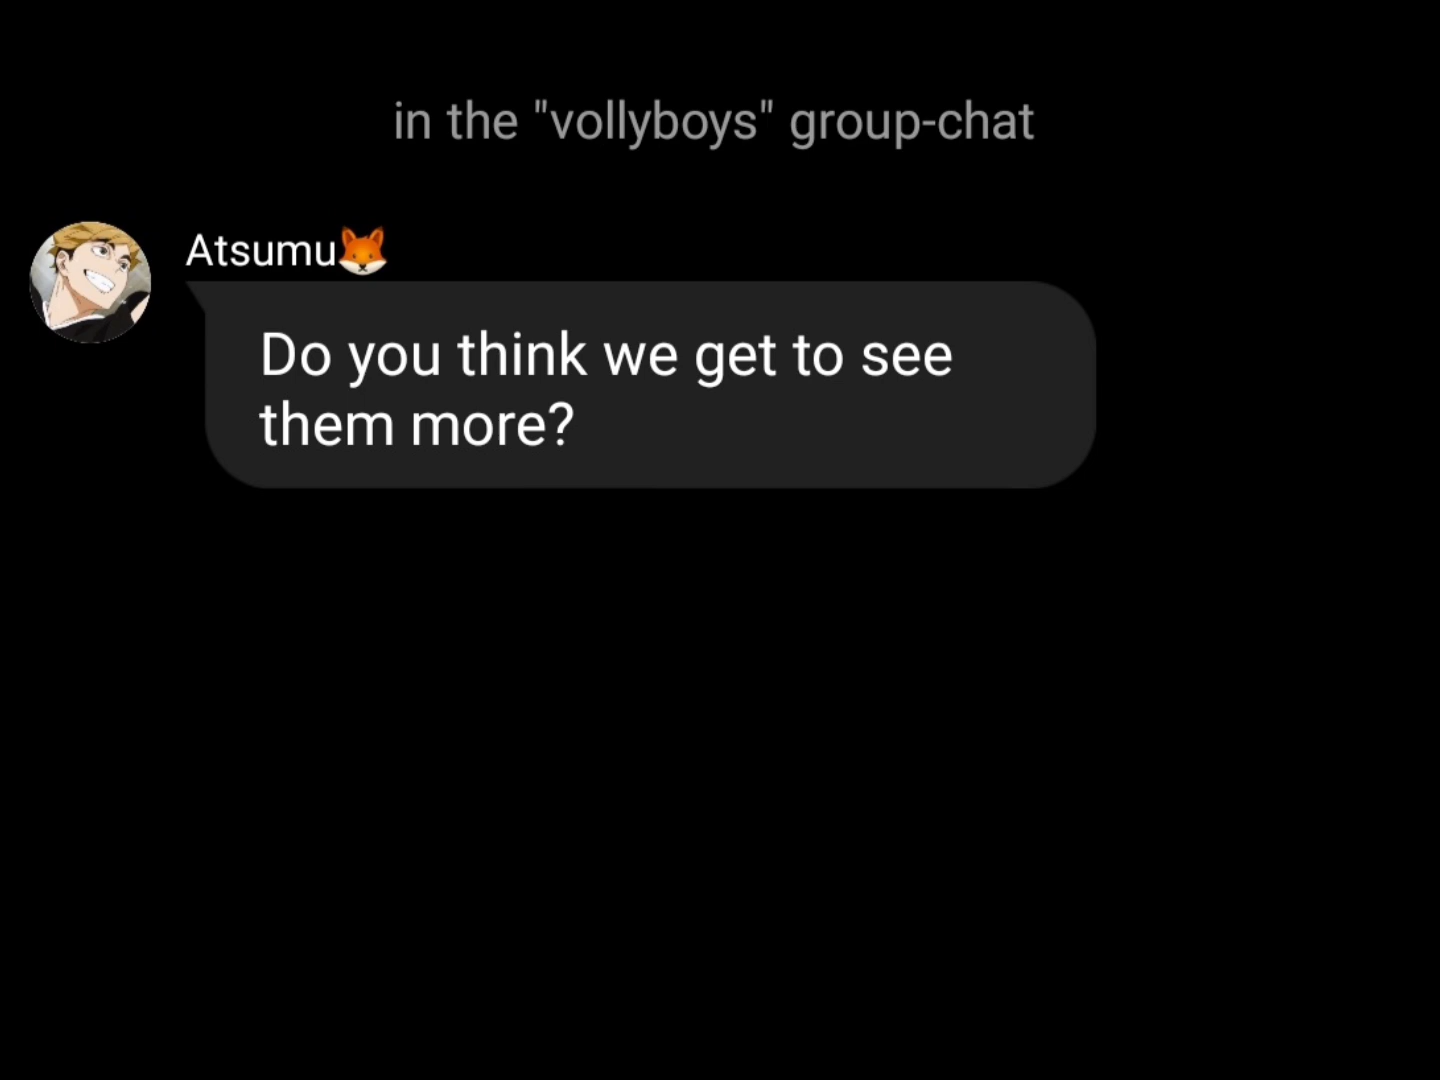 in the "vollyboys" group-chat
Atsumu🦊
Do you think we get to see
them more?